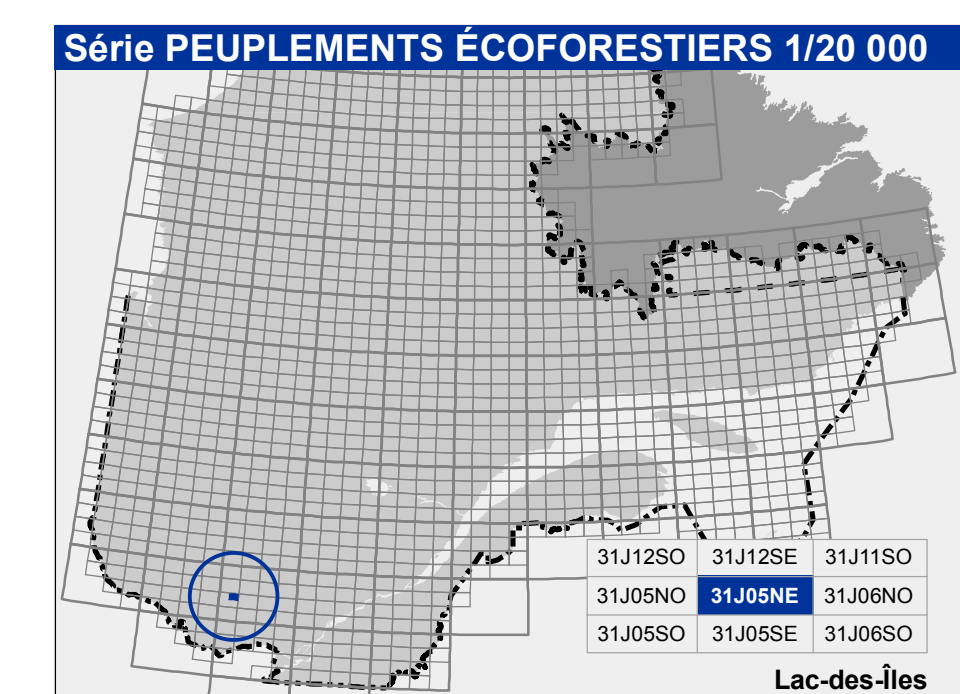 Série PEUPLEMENTS ÉCOFORESTIERS 1/20 000
31J12SO 31J12SE 31J11SO
31J05NO 31J05NE 31J06NO
31J05SO 31J05SE 31J06SO
Lac-des-Îles